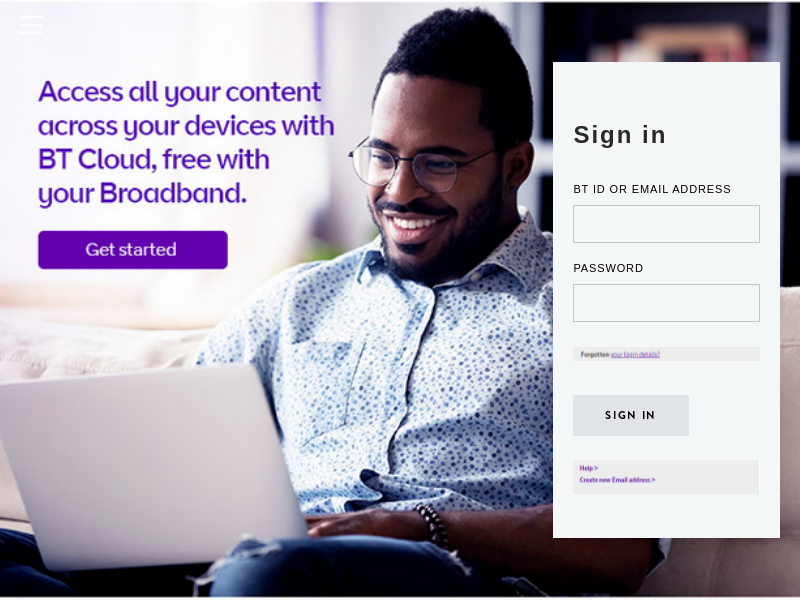 Access all your content
across your devices with
BT Cloud, free with
your Broadband.
Get started
Sign in
BT ID OR EMAIL ADDRESS
PASSWORD
Forgotten your login details?
SIGN IN
Help >
Create new Email address >